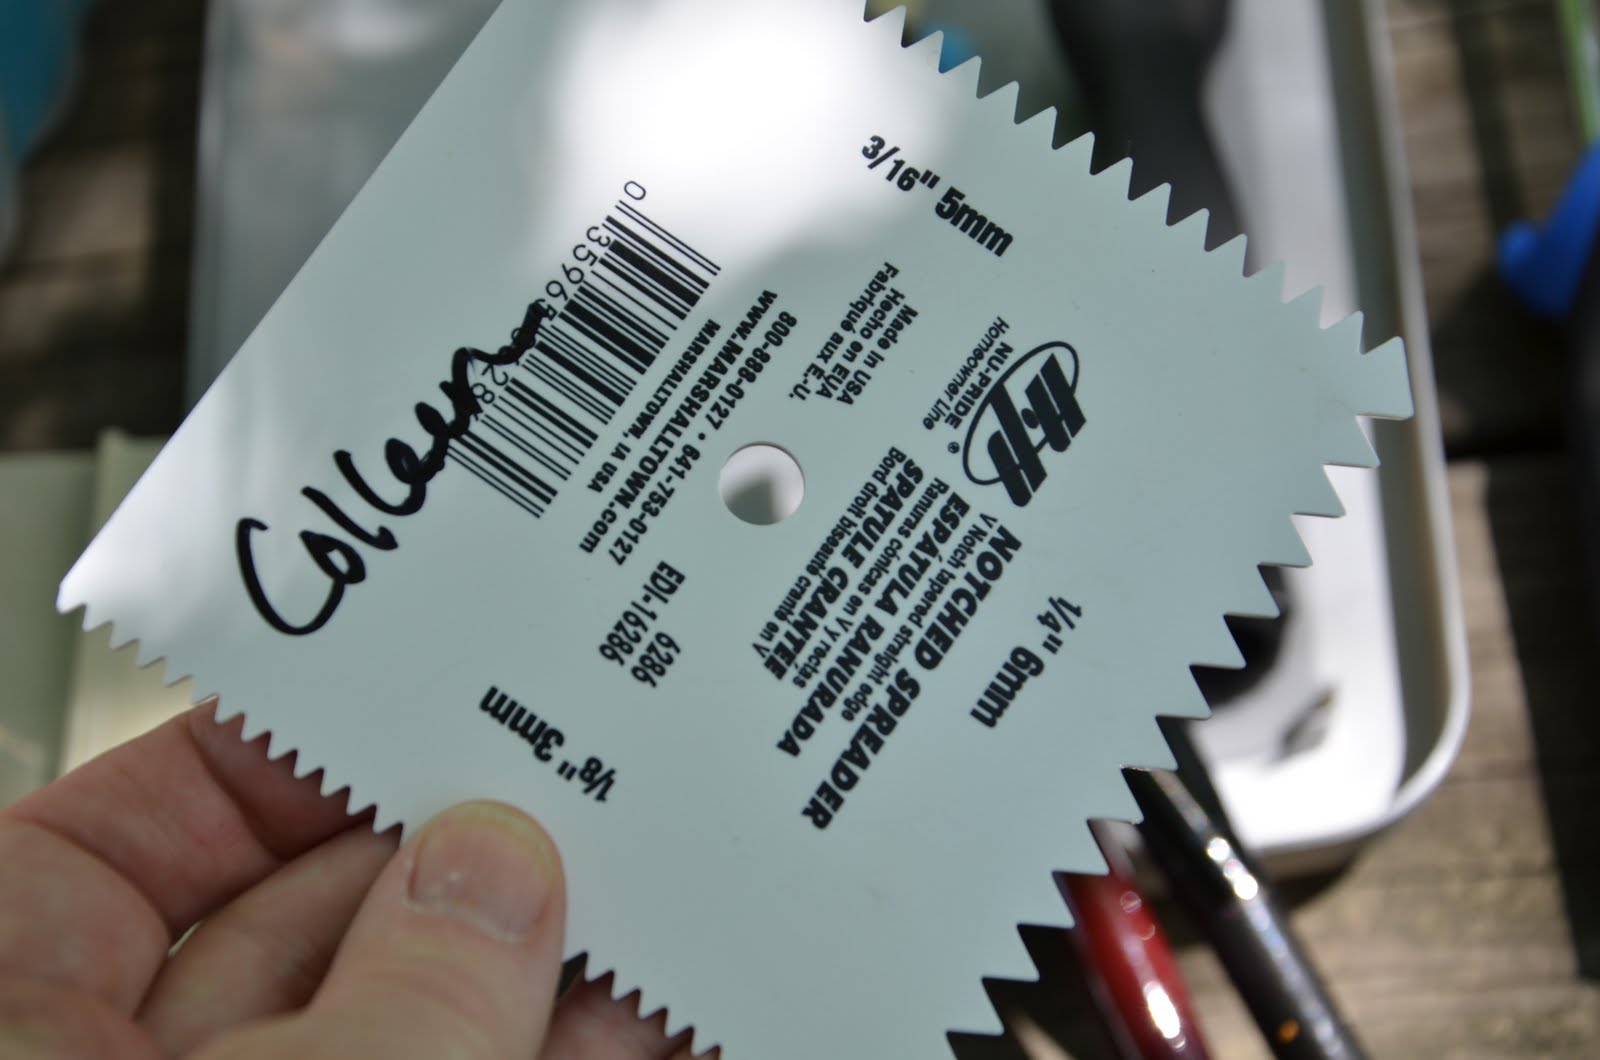 3/16" 5mm
NU-PRIDE
Homeowner Line
®
NOTCHED SPREADER
V Notch tapered straight edge
ESPÁTULA RANURADA
Ranuras cónicas en V y rectas
SPATULE CRANTÉE
Bord droit biseauté cranté en V
Made in USA
Hecho en EUA
Fabriqué aux E.-U.
800-888-0127 • 641-753-0127
www.MARSHALLTOWN.com
MARSHALLTOWN, IA USA
6286
EDI-16286
0 35965
Colleen
1/4" 6mm
1/8" 3mm